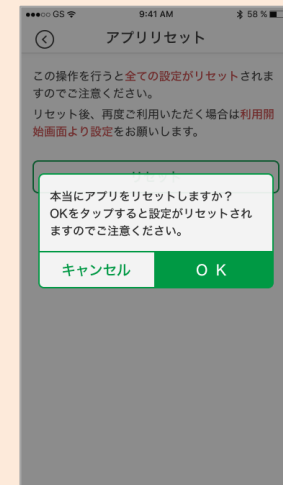 ●●●○○ GS 9:41 AM 58 %
アプリリセット
この操作を行うと全ての設定がリセットされま
すのでご注意ください。
リセット後、再度ご利用いただく場合は利用開
始画面より設定をお願いします。
リセット
本当にアプリをリセットしますか？
OKをタップすると設定がリセットされ
ますのでご注意ください。
キャンセル
ＯＫ